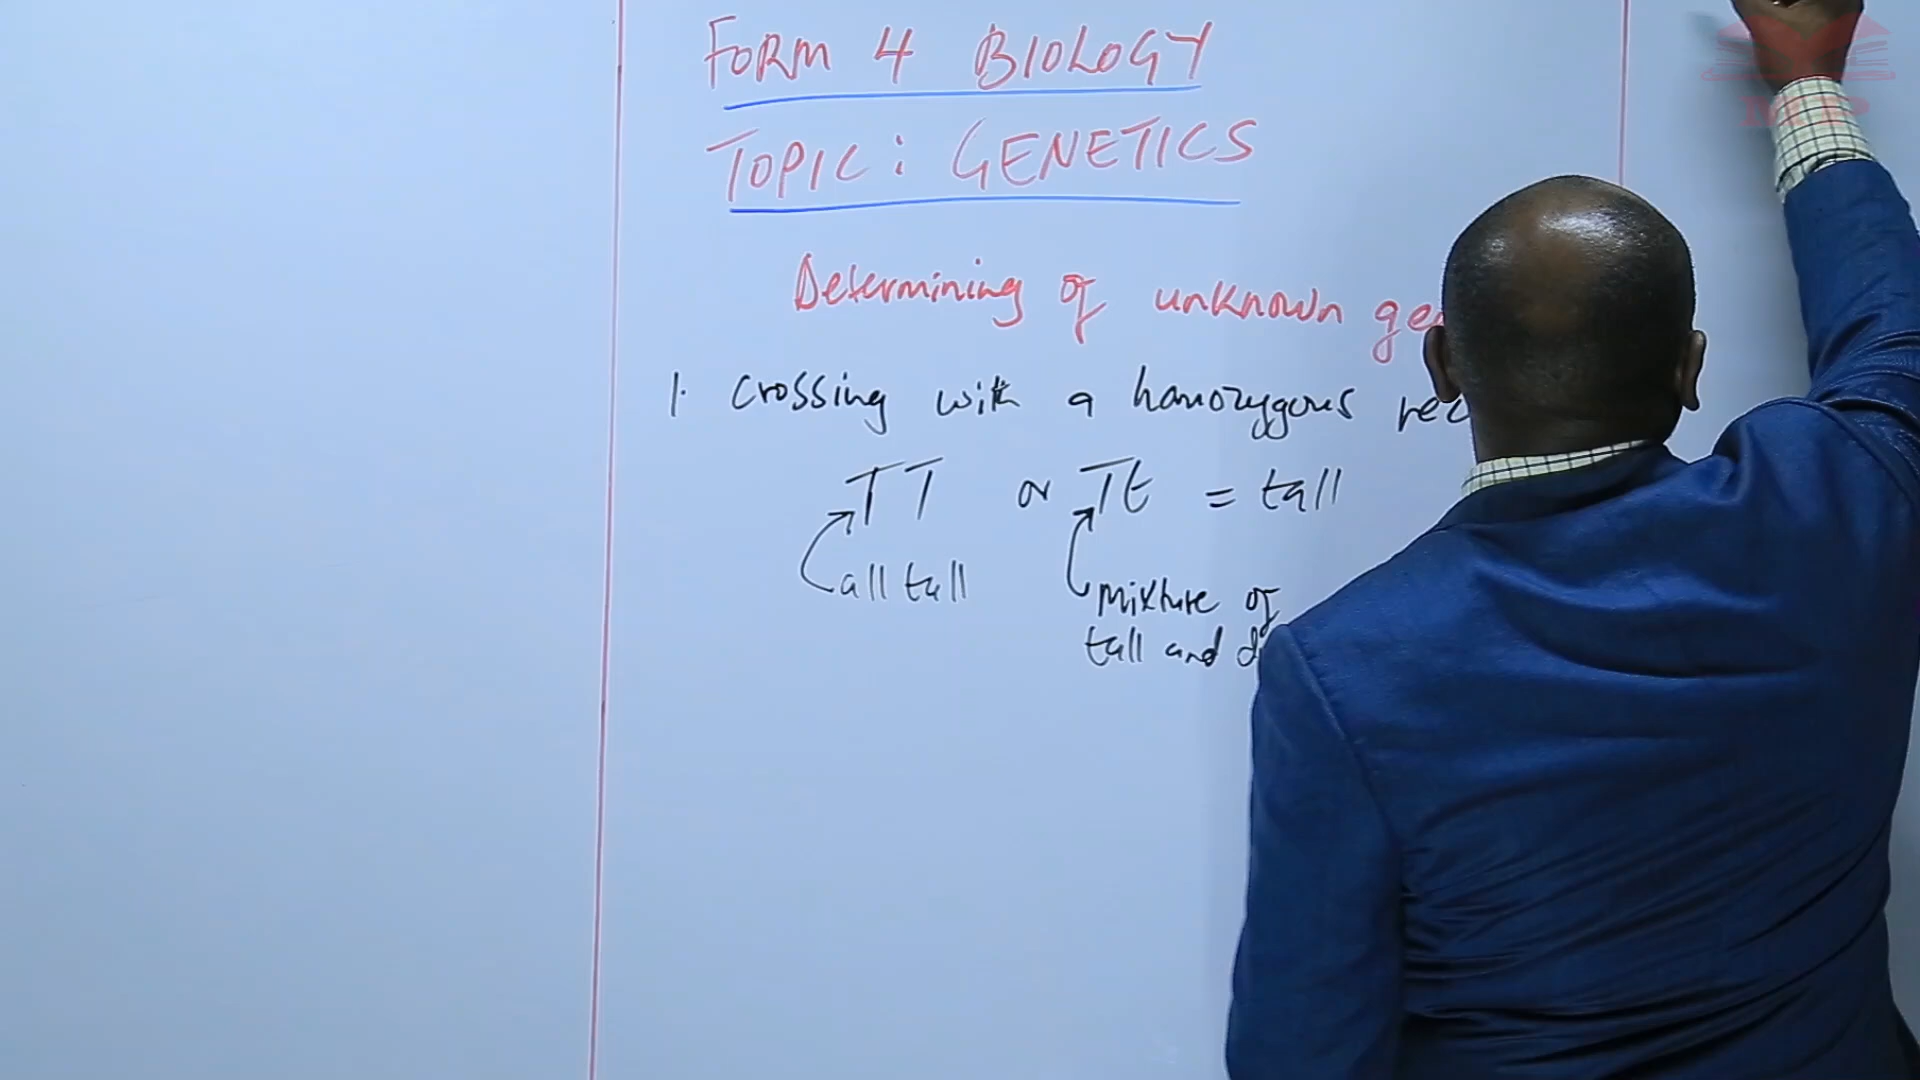 FORM 4 BIOLOGY
TOPIC: GENETICS
Determining of unknown
1. Crossing with a homozygous
TT or Tt = tall
all tall
mixture of
tall and